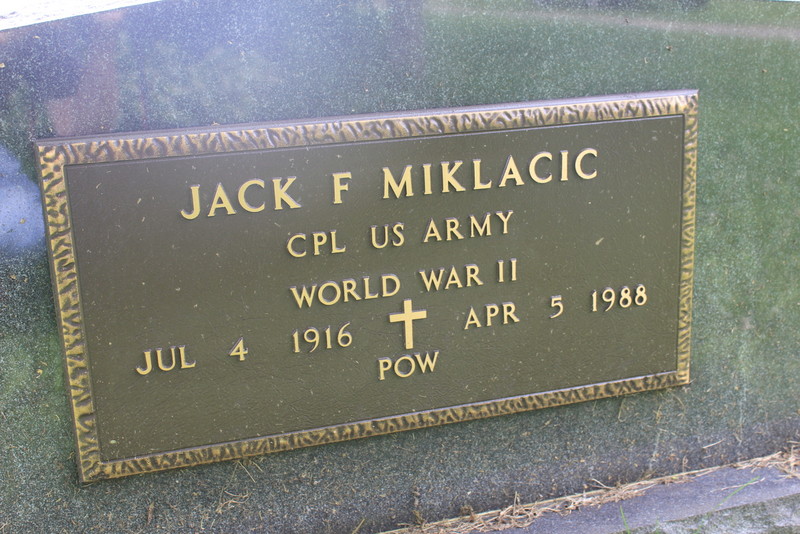 JACK F MIKLACIC
CPL US ARMY
WORLD WAR II
JUL 4 1916 APR 5 1988
POW